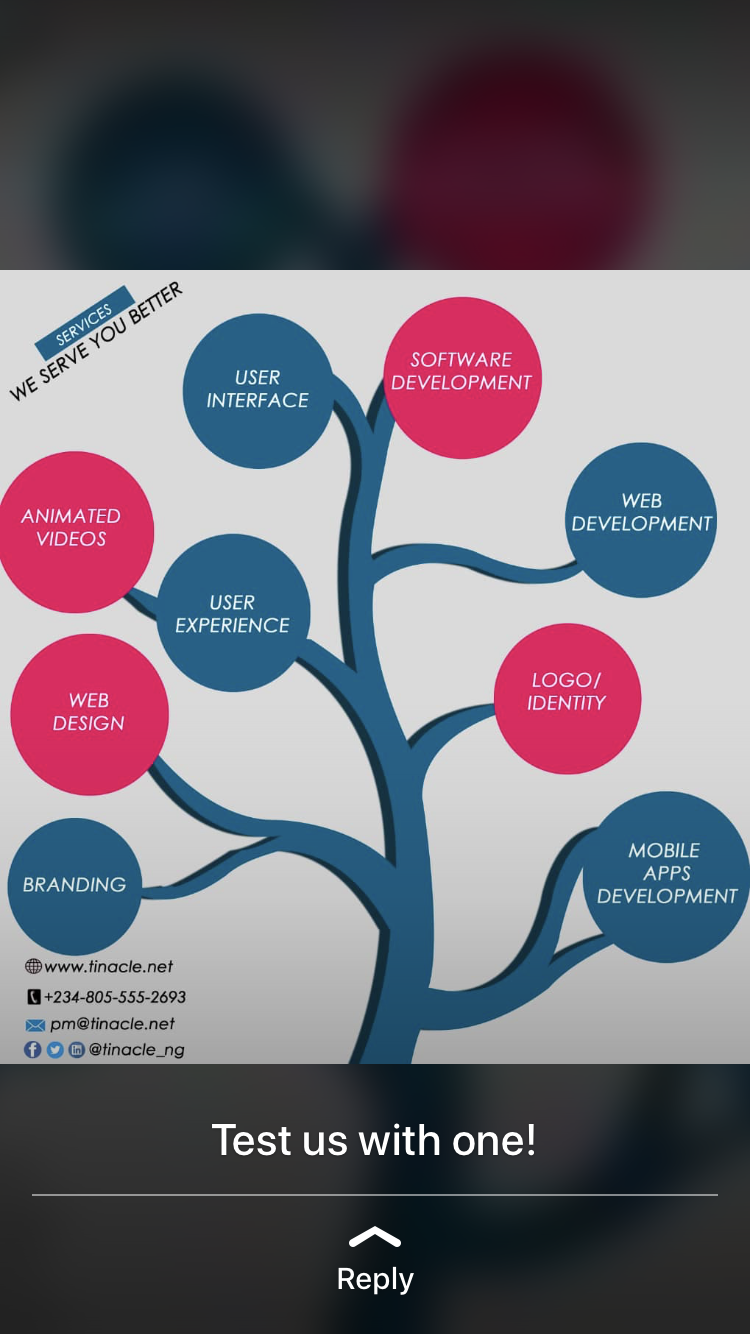 SERVICES
WE SERVE YOU BETTER
USER
INTERFACE
SOFTWARE
DEVELOPMENT
ANIMATED
VIDEOS
WEB
DEVELOPMENT
USER
EXPERIENCE
WEB
DESIGN
LOGO/
IDENTITY
BRANDING
MOBILE
APPS
DEVELOPMENT
www.tinacle.net
+234-805-555-2693
pm@tinacle.net
@tinacle_ng
Test us with one!
Reply